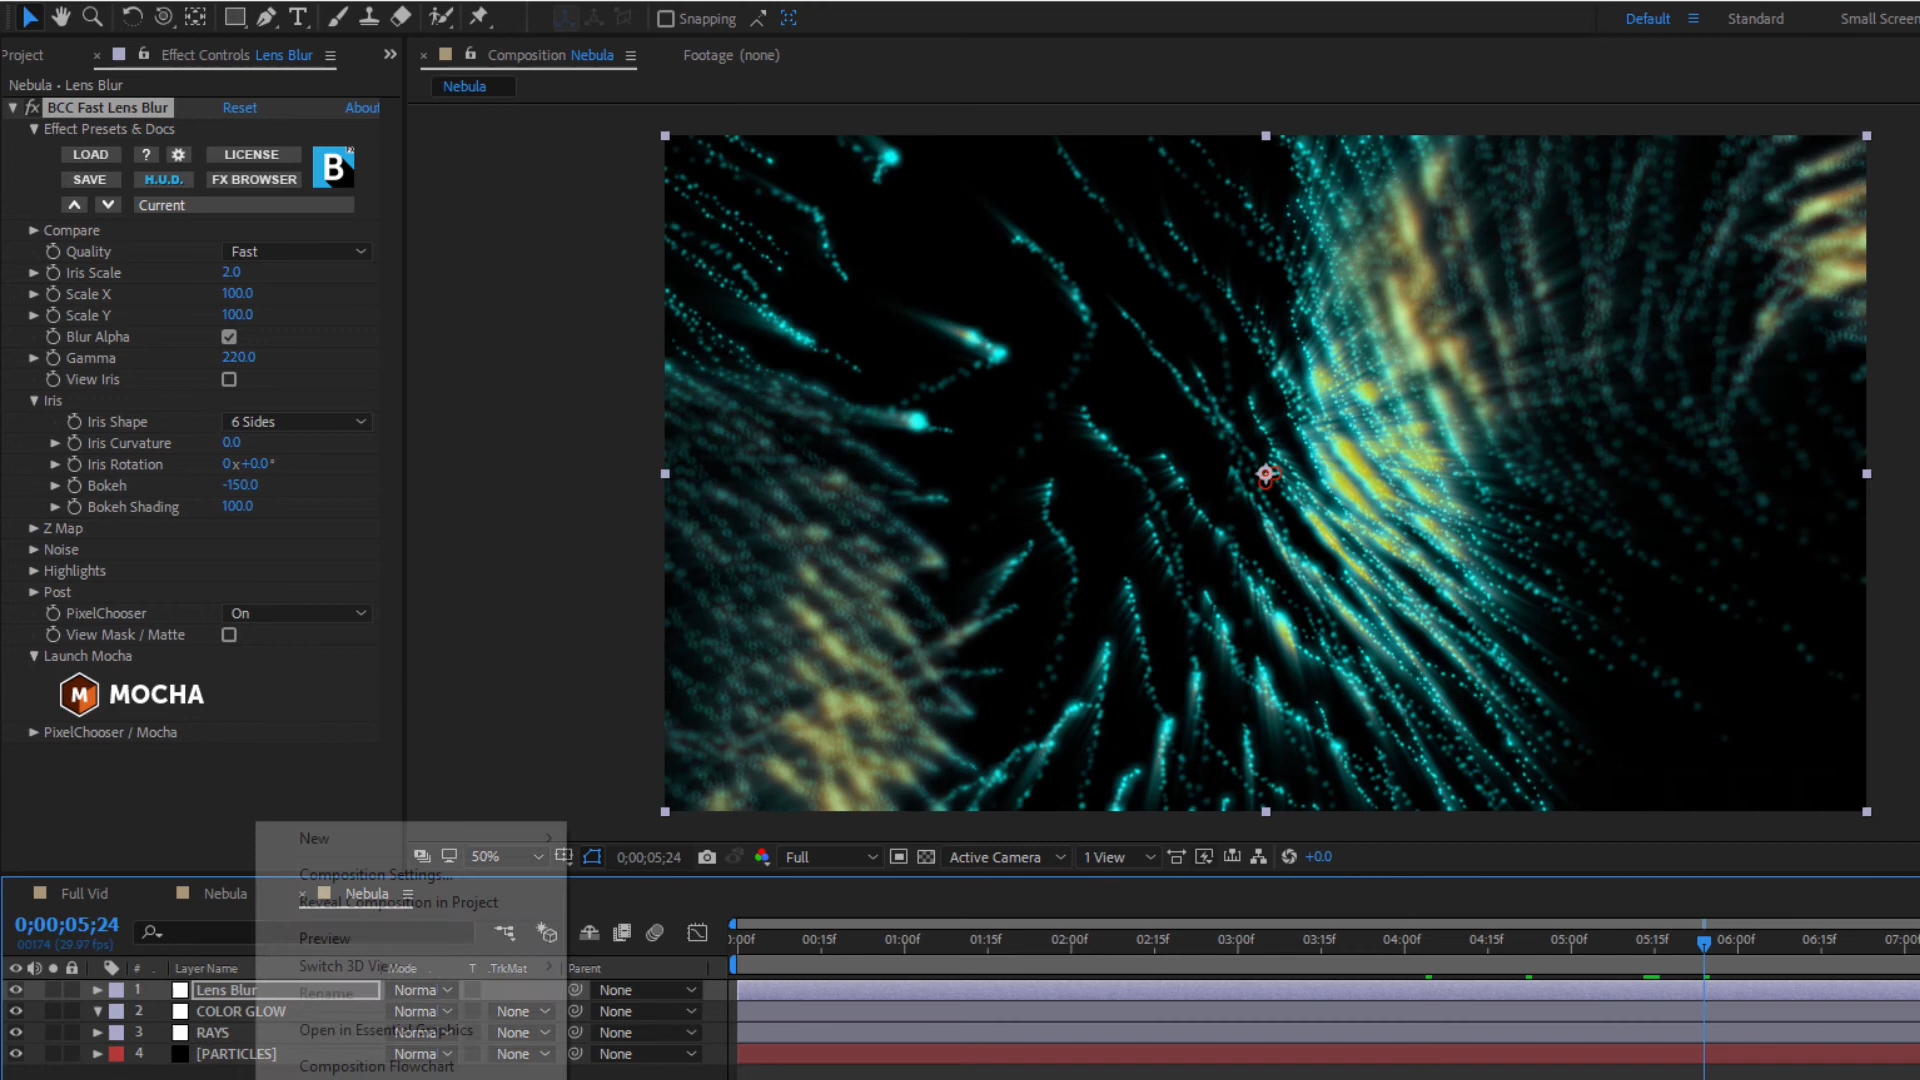 Snapping
Default
Standard
Small Screen
Project
Effect Controls Lens Blur
Composition Nebula
Footage (none)
Nebula • Lens Blur
Nebula
fx BCC Fast Lens Blur
Reset
About
Effect Presets & Docs
LOAD
?
LICENSE
B
FX
SAVE
H.U.D.
FX BROWSER
Current
Compare
Quality
Fast
Iris Scale
2.0
Scale X
100.0
Scale Y
100.0
Blur Alpha
Gamma
220.0
View Iris
Iris
Iris Shape
6 Sides
Iris Curvature
0.0
Iris Rotation
0x+0.0°
Bokeh
-150.0
Bokeh Shading
100.0
Z Map
Noise
Highlights
Post
PixelChooser
On
View Mask / Matte
Launch Mocha
M MOCHA
PixelChooser / Mocha
New
Composition Settings...
Reveal Composition in Project
Preview
Switch 3D View
Rename
Open in Essential Graphics
Composition Flowchart
50%
0;00;05;24
Full
Active Camera
1 View
+0.0
Full Vid
Nebula
Nebula
0;00;05;24
00174 (29.97 fps)
:00f
00:15f
01:00f
01:15f
02:00f
02:15f
03:00f
03:15f
04:00f
04:15f
05:00f
05:15f
06:00f
06:15f
07:00f
#
Layer Name
Mode
T
.TrkMat
Parent
1
Lens Blur
Norma
None
2
COLOR GLOW
Norma
None
None
3
RAYS
Norma
None
None
4
[PARTICLES]
Norma
None
None